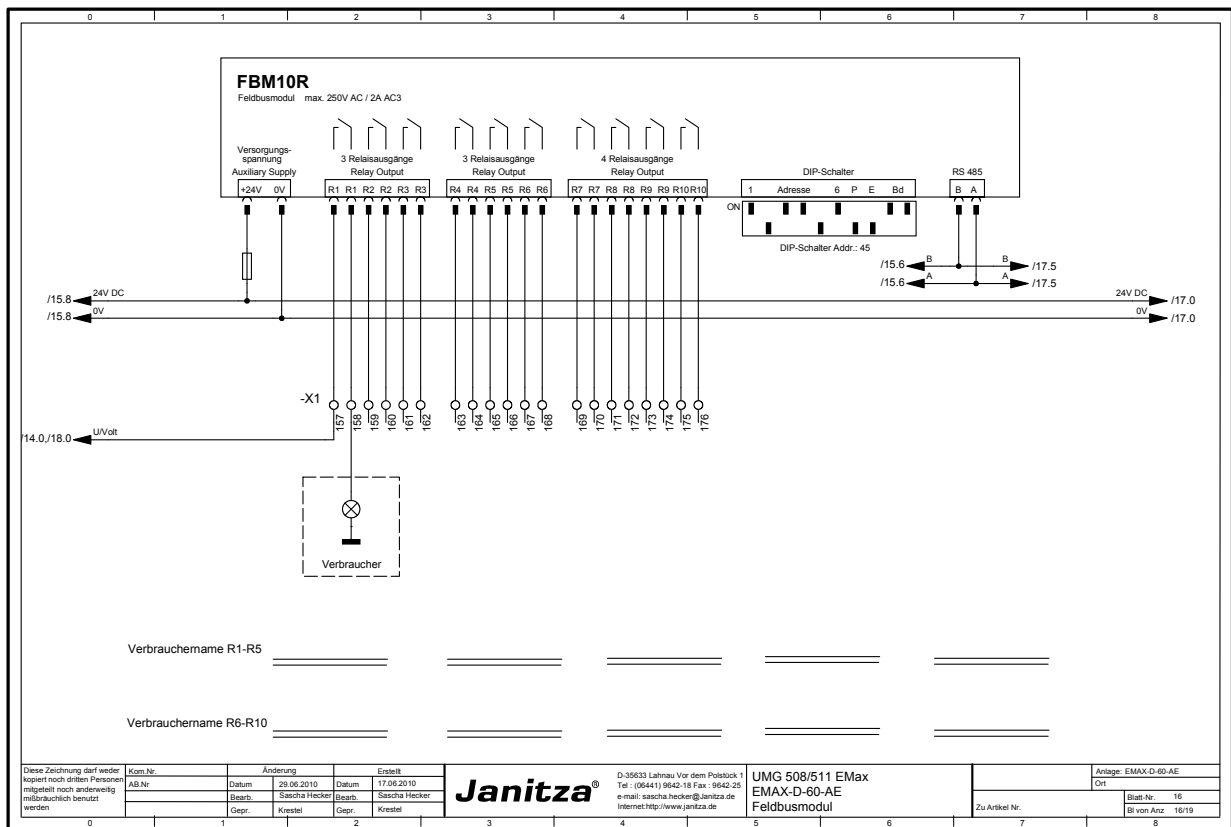 0 1 2 3 4 5 6 7 8
FBM10R
Feldbusmodul max. 250V AC / 2A AC3
Versorgungs-
spannung
Auxiliary Supply
+24V 0V
3 Relaisausgänge
Relay Output
R1 R1 R2 R2 R3 R3
3 Relaisausgänge
Relay Output
R4 R4 R5 R5 R6 R6
4 Relaisausgänge
Relay Output
R7 R7 R8 R8 R9 R9 R10 R10
DIP-Schalter
1 Adresse 6 P E Bd
ON
DIP-Schalter Addr.: 45
RS 485
B A
/15.6 B B /17.5
/15.6 A A /17.5
/15.8 24V DC 24V DC /17.0
/15.8 0V 0V /17.0
-X1
157 158 159 160 161 162 163 164 165 166 167 168 169 170 171 172 173 174 175 176
/14.0,/18.0 U/Volt
Verbraucher
Verbrauchername R1-R5
Verbrauchername R6-R10
Diese Zeichnung darf weder
kopiert noch dritten Personen
mitgeteilt noch anderweitig
mißbräuchlich benutzt
werden
Kom.Nr.
AB.Nr
Änderung Erstellt
Datum 29.06.2010 Datum 17.06.2010
Bearb. Sascha Hecker Bearb. Sascha Hecker
Gepr. Krestel Gepr. Krestel
Janitza®
D-35633 Lahnau Vor dem Polstück 1
Tel : (06441) 9642-18 Fax : 9642-25
e-mail: sascha.hecker@Janitza.de
Internet:http://www.janitza.de
UMG 508/511 EMax
EMAX-D-60-AE
Feldbusmodul
Zu Artikel Nr.
Anlage: EMAX-D-60-AE
Ort
Blatt-Nr. 16
Bl von Anz 16/19
0 1 2 3 4 5 6 7 8